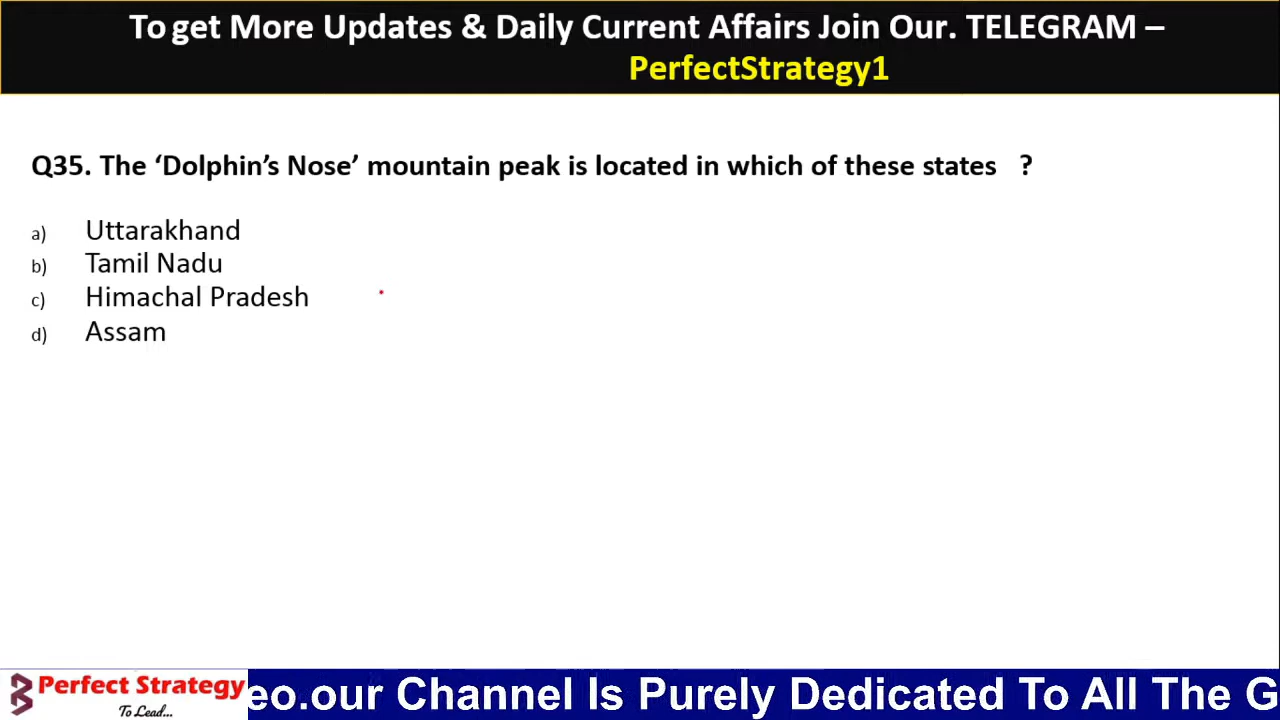 To get More Updates & Daily Current Affairs Join Our. TELEGRAM –
PerfectStrategy1
Q35. The ‘Dolphin’s Nose’ mountain peak is located in which of these states ?
a) Uttarakhand
b) Tamil Nadu
c) Himachal Pradesh
d) Assam
Perfect Strategy
To Lead...
eo.our Channel Is Purely Dedicated To All The G